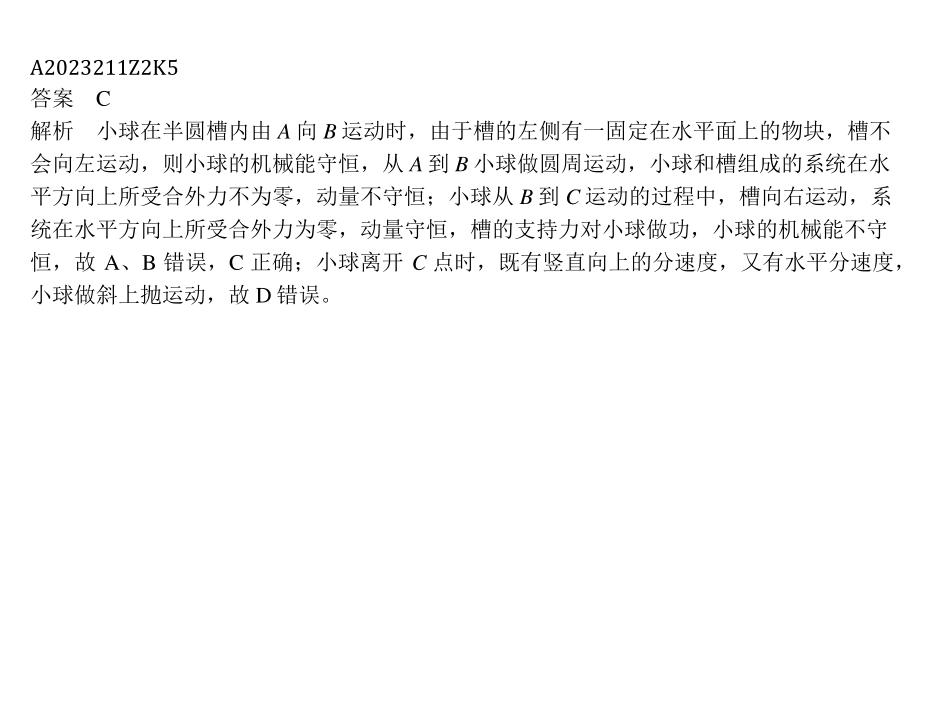 A2023211Z2K5
答案　C
解析　小球在半圆槽内由 A 向 B 运动时，由于槽的左侧有一固定在水平面上的物块，槽不
会向左运动，则小球的机械能守恒，从 A 到 B 小球做圆周运动，小球和槽组成的系统在水
平方向上所受合外力不为零，动量不守恒；小球从 B 到 C 运动的过程中，槽向右运动，系
统在水平方向上所受合外力为零，动量守恒，槽的支持力对小球做功，小球的机械能不守
恒，故 A、B 错误，C 正确；小球离开 C 点时，既有竖直向上的分速度，又有水平分速度，
小球做斜上抛运动，故 D 错误。